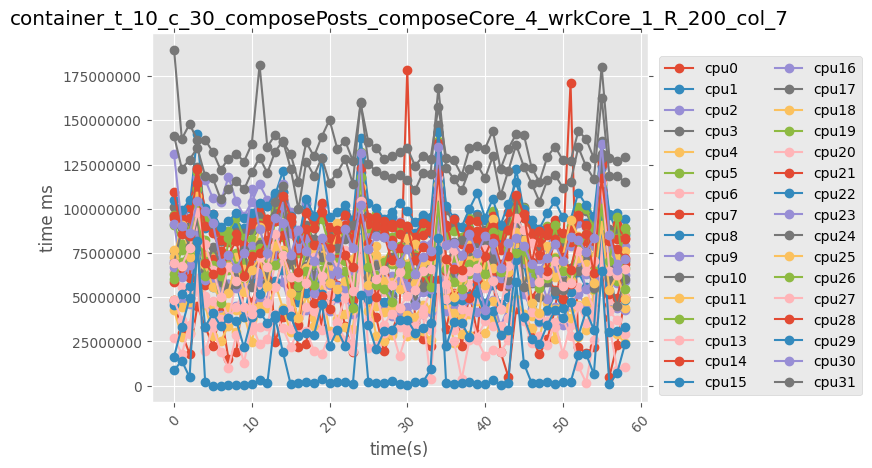 container_t_10_c_30_composePosts_composeCore_4_wrkCore_1_R_200_col_7
175000000
150000000
125000000
100000000
75000000
50000000
25000000
0
time ms
0
10
20
30
40
50
60
time(s)
cpu0
cpu1
cpu2
cpu3
cpu4
cpu5
cpu6
cpu7
cpu8
cpu9
cpu10
cpu11
cpu12
cpu13
cpu14
cpu15
cpu16
cpu17
cpu18
cpu19
cpu20
cpu21
cpu22
cpu23
cpu24
cpu25
cpu26
cpu27
cpu28
cpu29
cpu30
cpu31